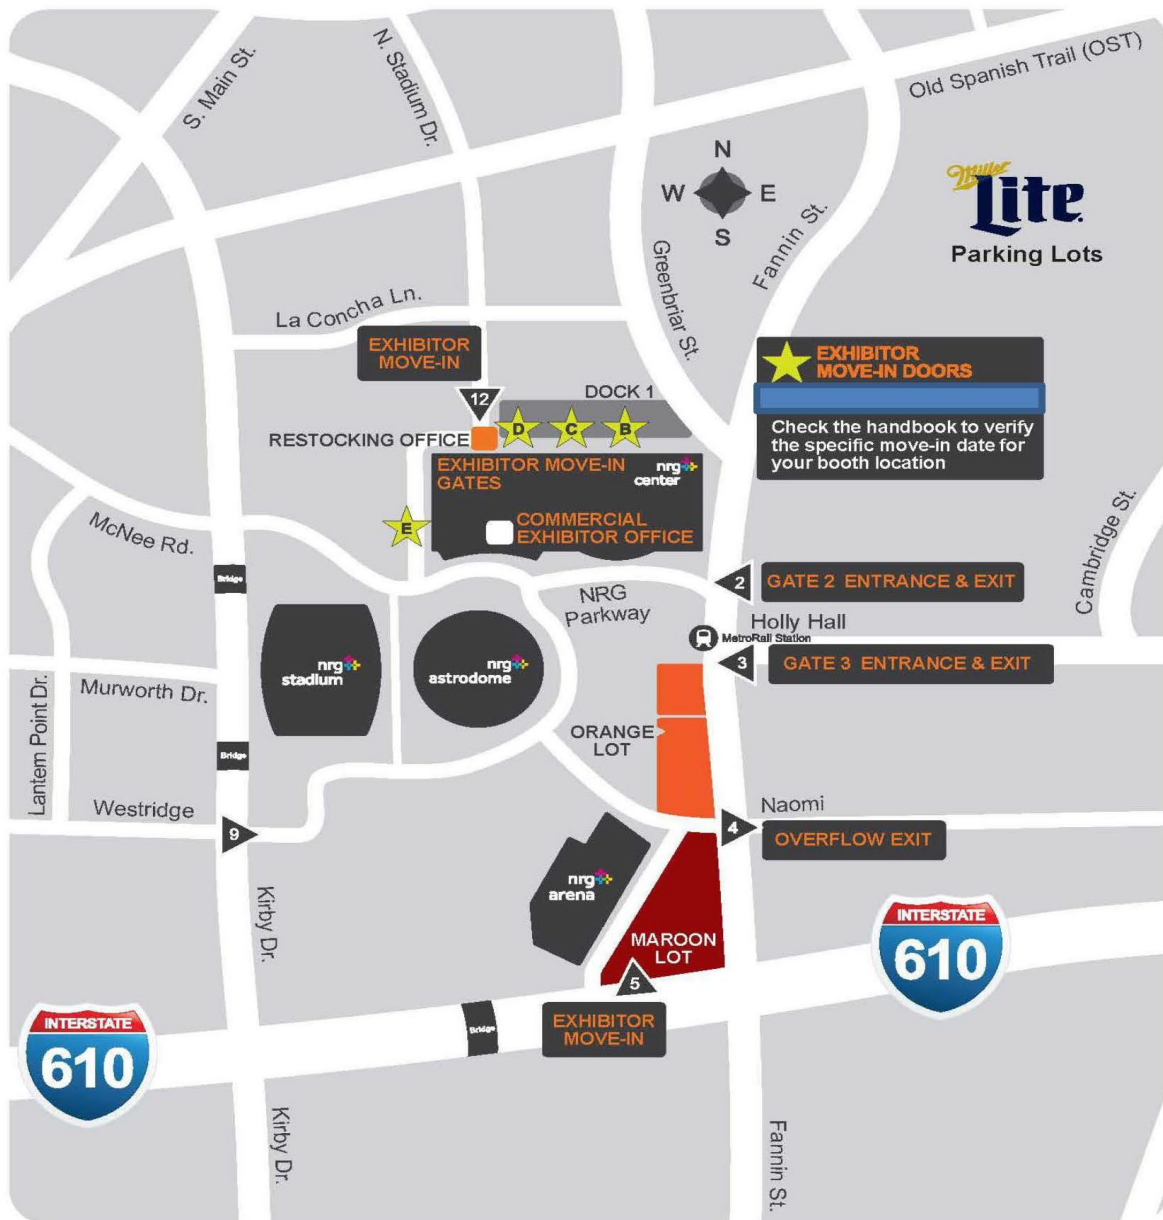 S. Main St.
N. Stadium Dr.
Old Spanish Trail (OST)
N
W
E
S
Miller
Lite
Parking Lots
Fannin St.
Greenbriar St.
La Concha Ln.
EXHIBITOR
MOVE-IN
12
DOCK 1
RESTOCKING OFFICE
D
C
B
EXHIBITOR
MOVE-IN DOORS
Check the handbook to verify
the specific move-in date for
your booth location
EXHIBITOR MOVE-IN
GATES
nrg
center
COMMERCIAL
EXHIBITOR OFFICE
E
McNee Rd.
Cambridge St.
Bridge
2
GATE 2 ENTRANCE & EXIT
NRG
Parkway
Holly Hall
MetroRail Station
3
GATE 3 ENTRANCE & EXIT
nrg
stadium
nrg
astrodome
Murworth Dr.
Lantem Point Dr.
ORANGE
LOT
Bridge
Westridge
9
Naomi
4
OVERFLOW EXIT
nrg
arena
Kirby Dr.
MAROON
LOT
5
EXHIBITOR
MOVE-IN
INTERSTATE
610
Bridge
INTERSTATE
610
Kirby Dr.
Fannin St.